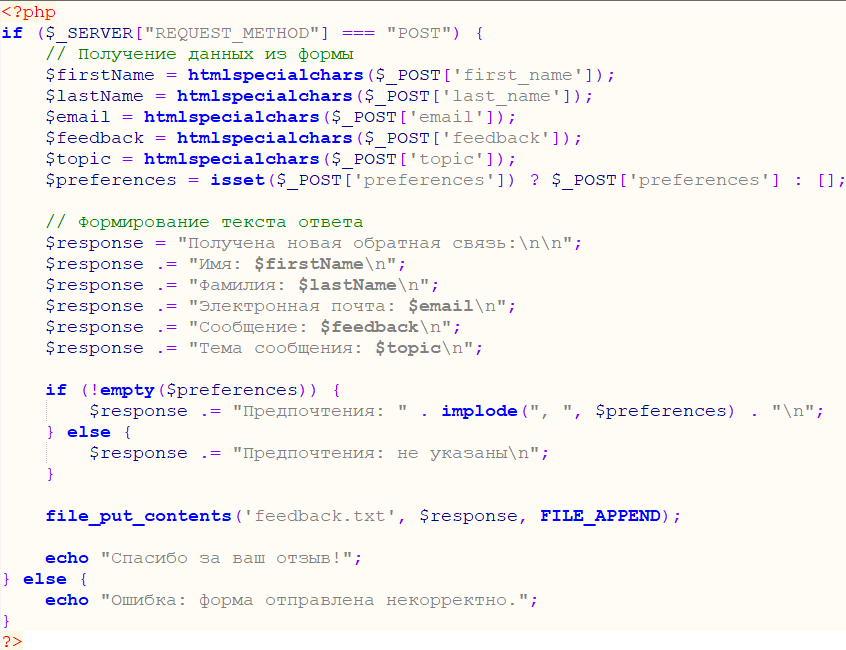 <?php
if ($_SERVER["REQUEST_METHOD"] === "POST") {
    // Получение данных из формы
    $firstName = htmlspecialchars($_POST['first_name']);
    $lastName = htmlspecialchars($_POST['last_name']);
    $email = htmlspecialchars($_POST['email']);
    $feedback = htmlspecialchars($_POST['feedback']);
    $topic = htmlspecialchars($_POST['topic']);
    $preferences = isset($_POST['preferences']) ? $_POST['preferences'] : [];
    // Формирование текста ответа
    $response = "Получена новая обратная связь:\n\n";
    $response .= "Имя: $firstName\n";
    $response .= "Фамилия: $lastName\n";
    $response .= "Электронная почта: $email\n";
    $response .= "Сообщение: $feedback\n";
    $response .= "Тема сообщения: $topic\n";
    if (!empty($preferences)) {
        $response .= "Предпочтения: " . implode(", ", $preferences) . "\n";
    } else {
        $response .= "Предпочтения: не указаны\n";
    }
    file_put_contents('feedback.txt', $response, FILE_APPEND);
    echo "Спасибо за ваш отзыв!";
} else {
    echo "Ошибка: форма отправлена некорректно.";
}
?>